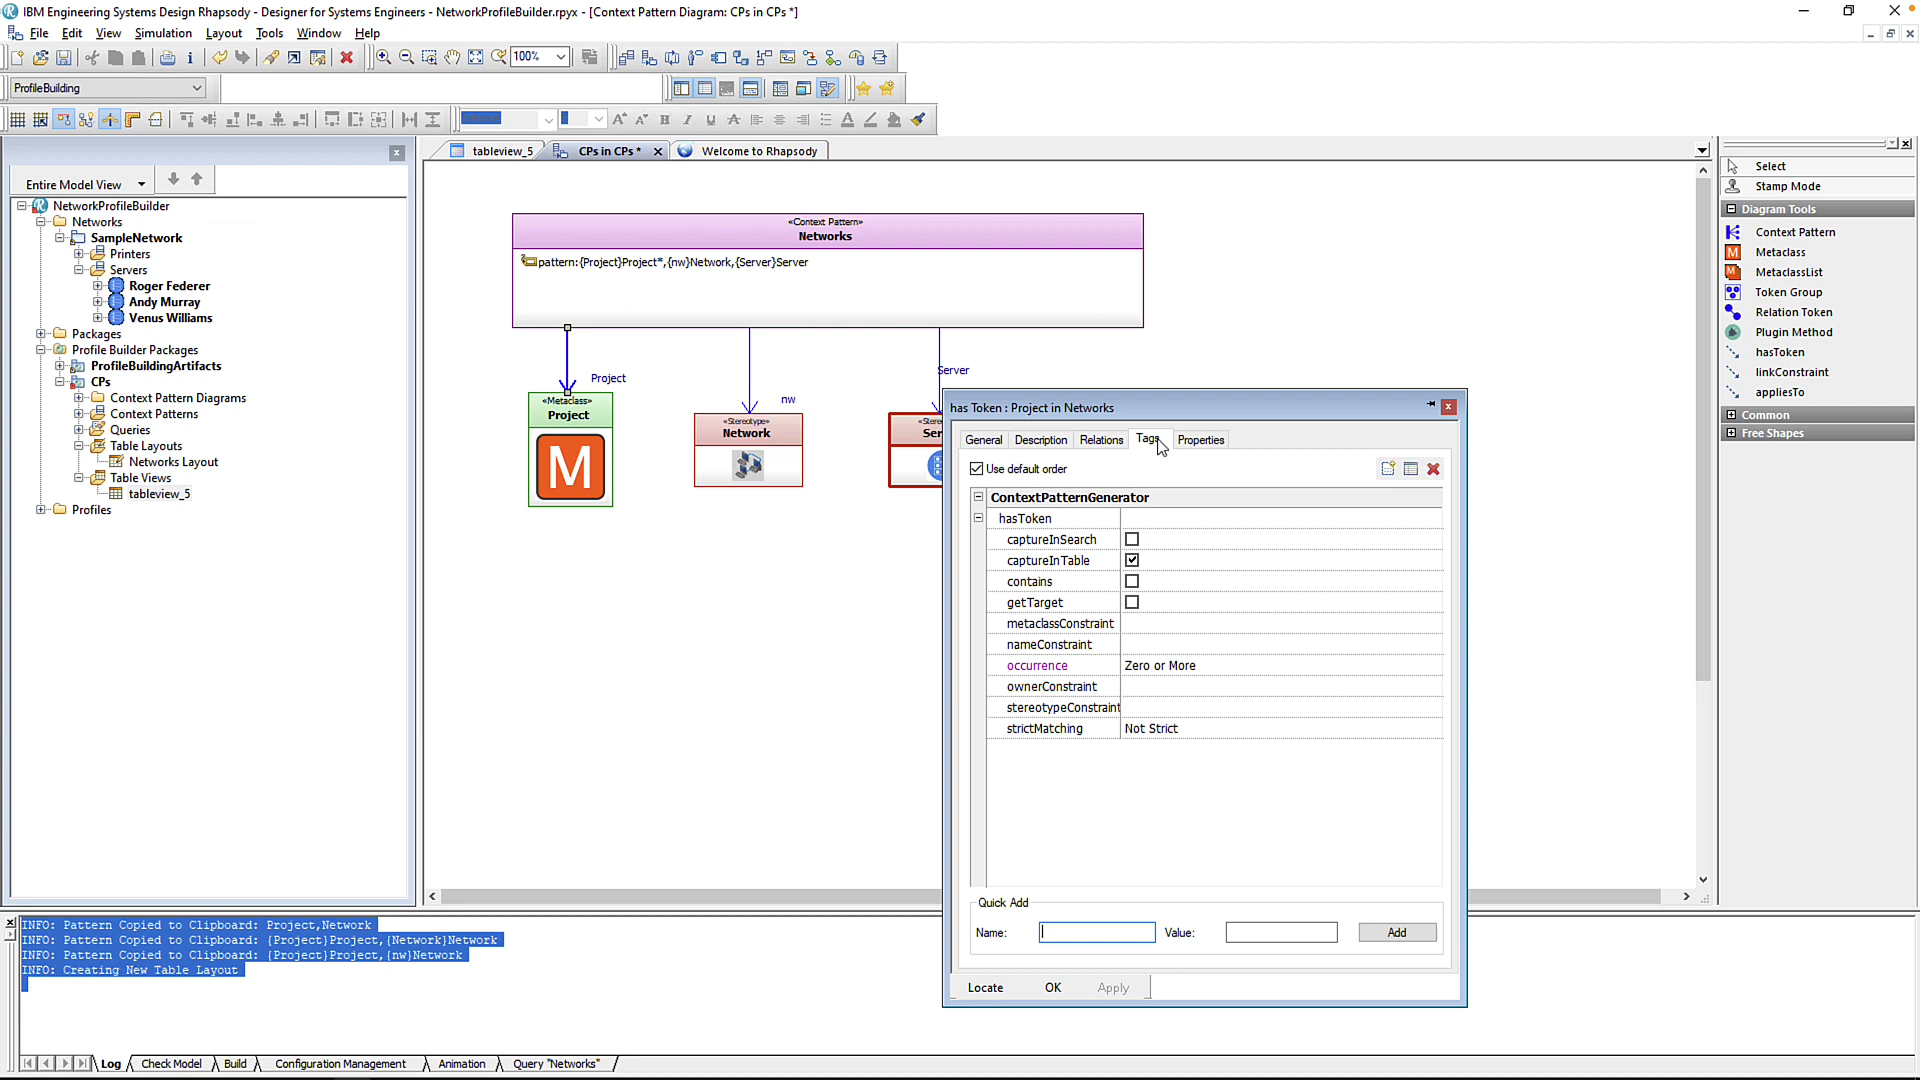 IBM Engineering Systems Design Rhapsody - Designer for Systems Engineers - NetworkProfileBuilder.rpyx - [Context Pattern Diagram: CPs in CPs *]
File Edit View Simulation Layout Tools Window Help
100%
ProfileBuilding
tableview_5
CPs in CPs *
Welcome to Rhapsody
Entire Model View
NetworkProfileBuilder
Networks
SampleNetwork
Printers
Servers
Roger Federer
Andy Murray
Venus Williams
Packages
Profile Builder Packages
ProfileBuildingArtifacts
CPs
Context Pattern Diagrams
Context Patterns
Queries
Table Layouts
Networks Layout
Table Views
tableview_5
Profiles
«Context Pattern»
Networks
pattern:{Project}Project*,{nw}Network,{Server}Server
Project
nw
Server
«Metaclass»
Project
M
«Stereotype»
Network
«Stere
Ser
has Token : Project in Networks
General Description Relations Tags Properties
Use default order
ContextPatternGenerator
hasToken
captureInSearch
captureInTable
contains
getTarget
metaclassConstraint
nameConstraint
occurrence Zero or More
ownerConstraint
stereotypeConstraint
strictMatching Not Strict
Quick Add
Name: Value: Add
Locate OK Apply
Select
Stamp Mode
Diagram Tools
Context Pattern
Metaclass
MetaclassList
Token Group
Relation Token
Plugin Method
hasToken
linkConstraint
appliesTo
Common
Free Shapes
INFO: Pattern Copied to Clipboard: Project,Network
INFO: Pattern Copied to Clipboard: {Project}Project,{Network}Network
INFO: Pattern Copied to Clipboard: {Project}Project,{nw}Network
INFO: Creating New Table Layout
Log Check Model Build Configuration Management Animation Query "Networks"